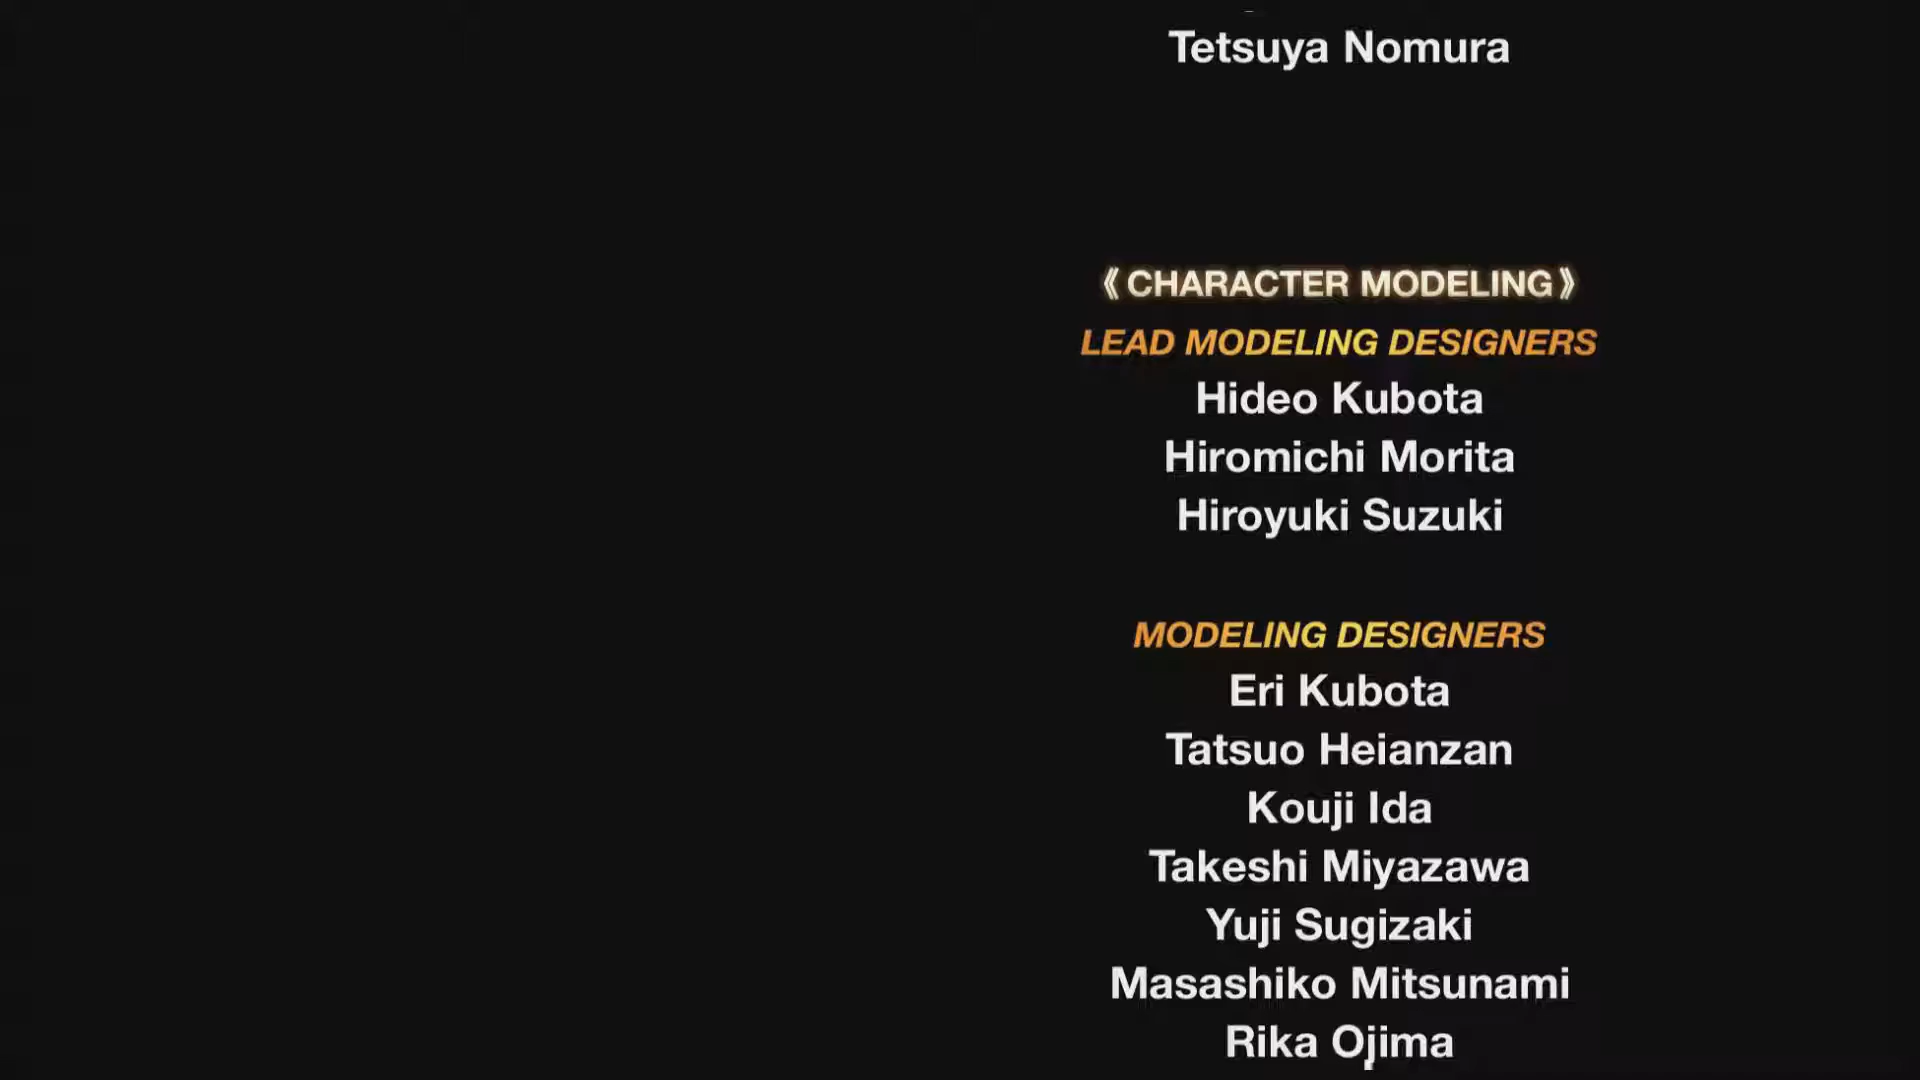 Tetsuya Nomura
《CHARACTER MODELING》
LEAD MODELING DESIGNERS
Hideo Kubota
Hiromichi Morita
Hiroyuki Suzuki
MODELING DESIGNERS
Eri Kubota
Tatsuo Heianzan
Kouji Ida
Takeshi Miyazawa
Yuji Sugizaki
Masashiko Mitsunami
Rika Ojima